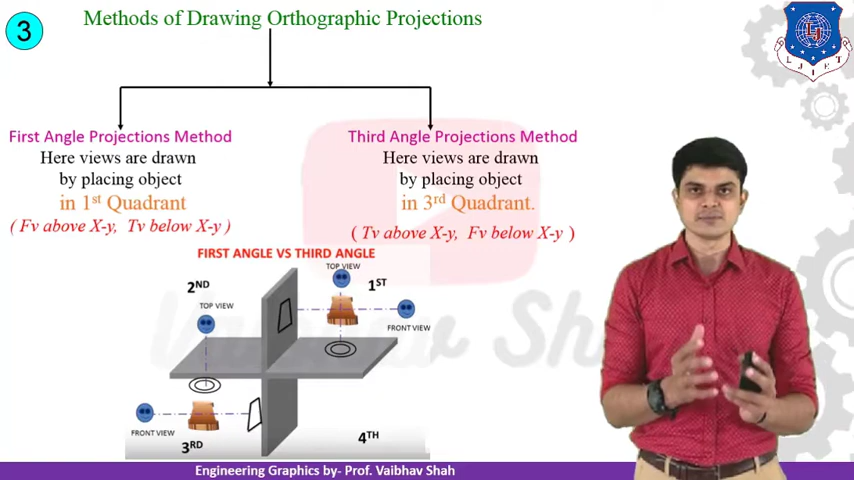 3
Methods of Drawing Orthographic Projections
First Angle Projections Method
Here views are drawn
by placing object
in 1st Quadrant
( Fv above X-y, Tv below X-y )
Third Angle Projections Method
Here views are drawn
by placing object
in 3rd Quadrant.
( Tv above X-y, Fv below X-y )
FIRST ANGLE VS THIRD ANGLE
TOP VIEW
2ND
1ST
TOP VIEW
FRONT VIEW
FRONT VIEW
3RD
4TH
Vaibhav Sh
LJIET
Engineering Graphics by- Prof. Vaibhav Shah